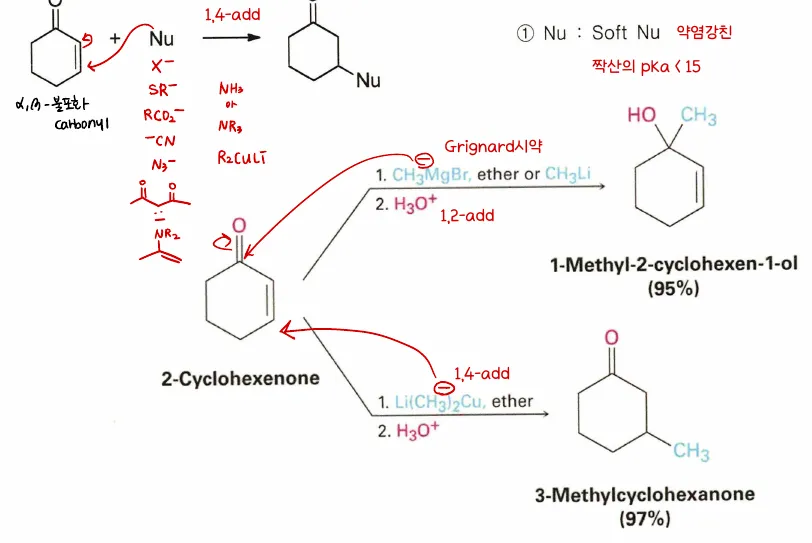 O
+ Nu
1,4-add
O
Nu
α,β-불포화
carbonyl
X⁻
SR⁻
RCO₂⁻
⁻CN
N₃⁻
O O
NR₂
NH₃
or
NR₃
R₂CuLi
① Nu : Soft Nu 약염강친
짝산의 pKa < 15
Grignard시약
1. CH₃MgBr, ether or CH₃Li
2. H₃O⁺
1,2-add
HO CH₃
1-Methyl-2-cyclohexen-1-ol
(95%)
O
2-Cyclohexenone
1,4-add
1. Li(CH₃)₂Cu, ether
2. H₃O⁺
O
CH₃
3-Methylcyclohexanone
(97%)